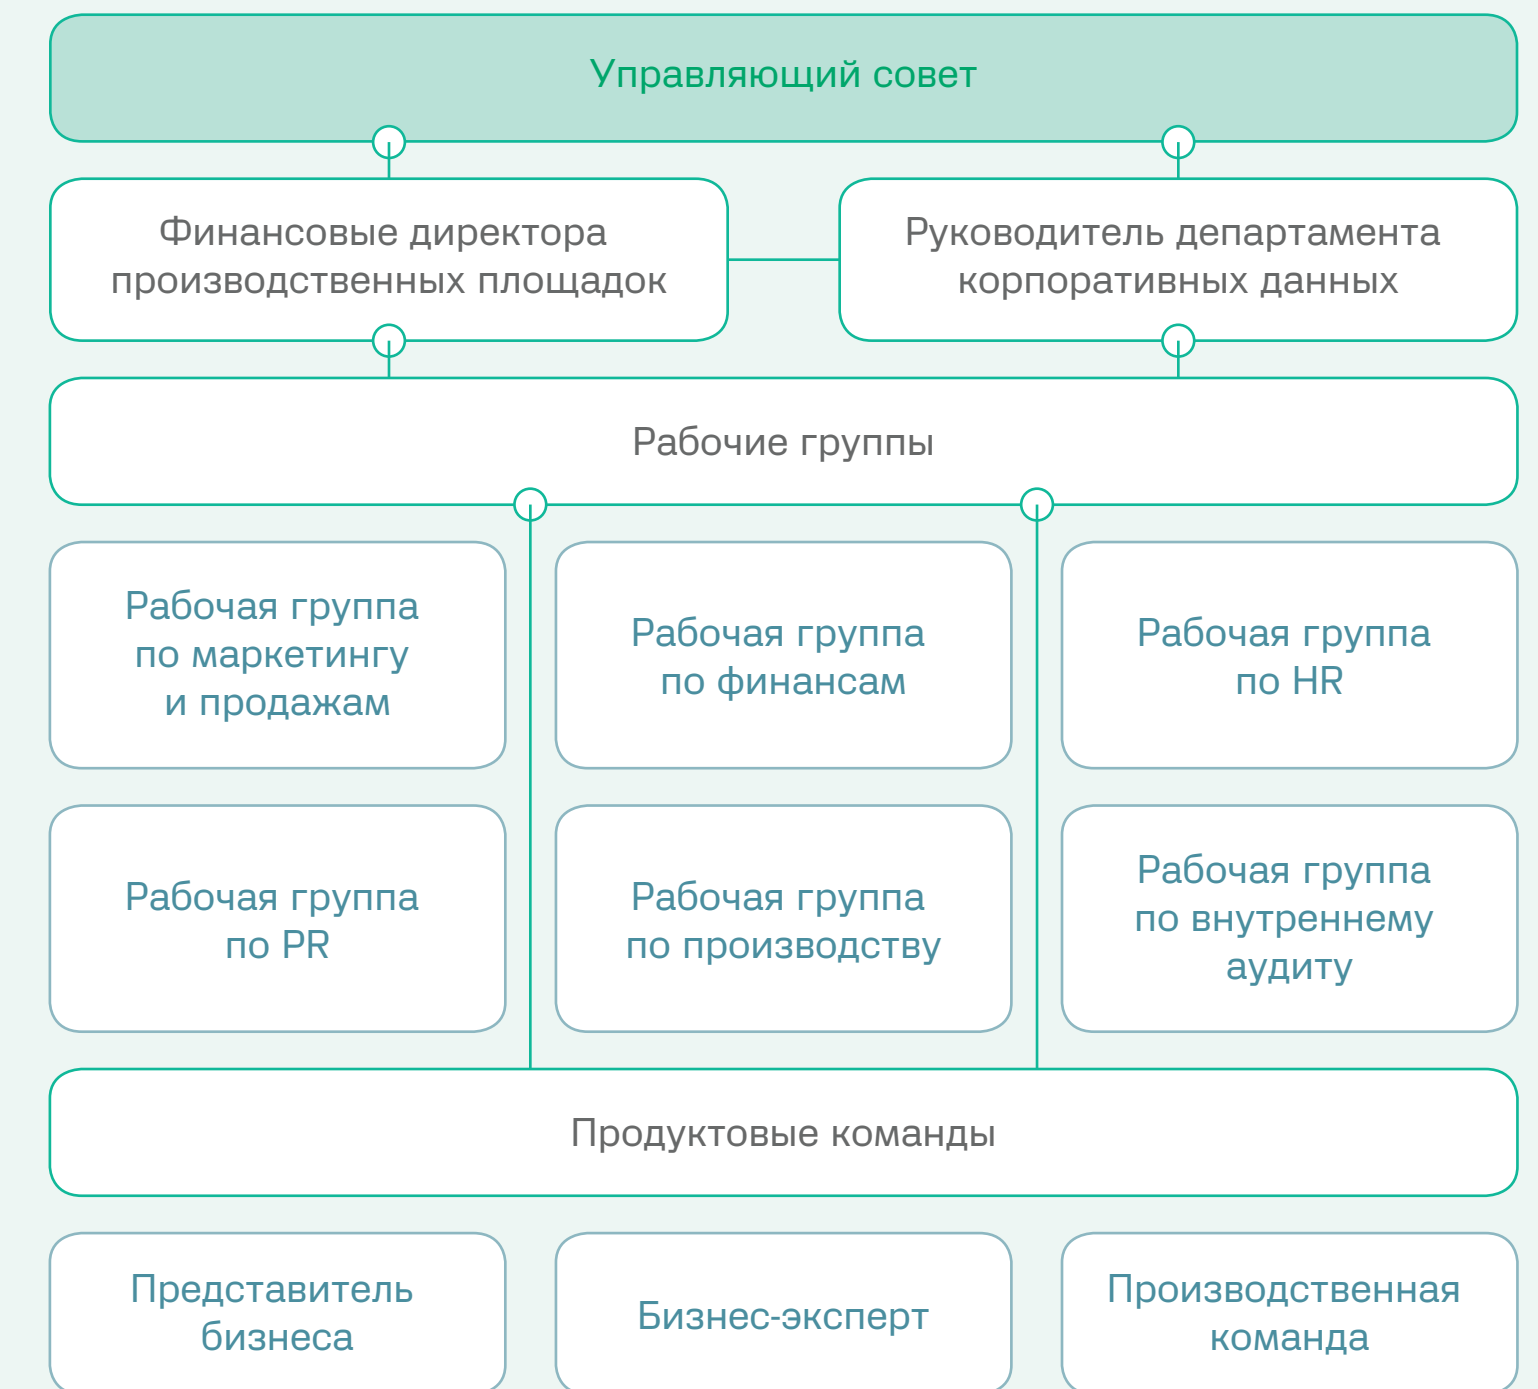 Управляющий совет
Финансовые директора
производственных площадок
Руководитель департамента
корпоративных данных
Рабочие группы
Рабочая группа
по маркетингу
и продажам
Рабочая группа
по финансам
Рабочая группа
по HR
Рабочая группа
по PR
Рабочая группа
по производству
Рабочая группа
по внутреннему
аудиту
Продуктовые команды
Представитель
бизнеса
Бизнес-эксперт
Производственная
команда